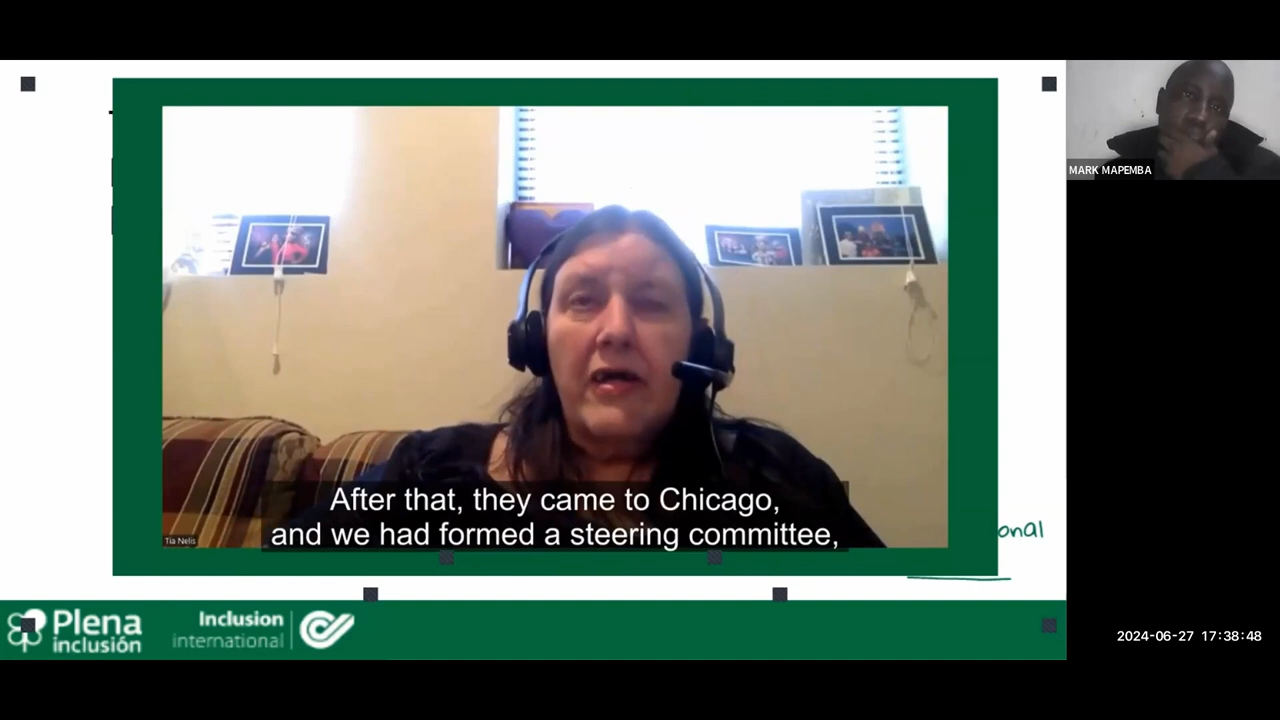 MARK MAPEMBA
After that, they came to Chicago,
and we had formed a steering committee,
Tia Nelis
onal
Plena
inclusión
Inclusion
international
2024-06-27 17:38:48